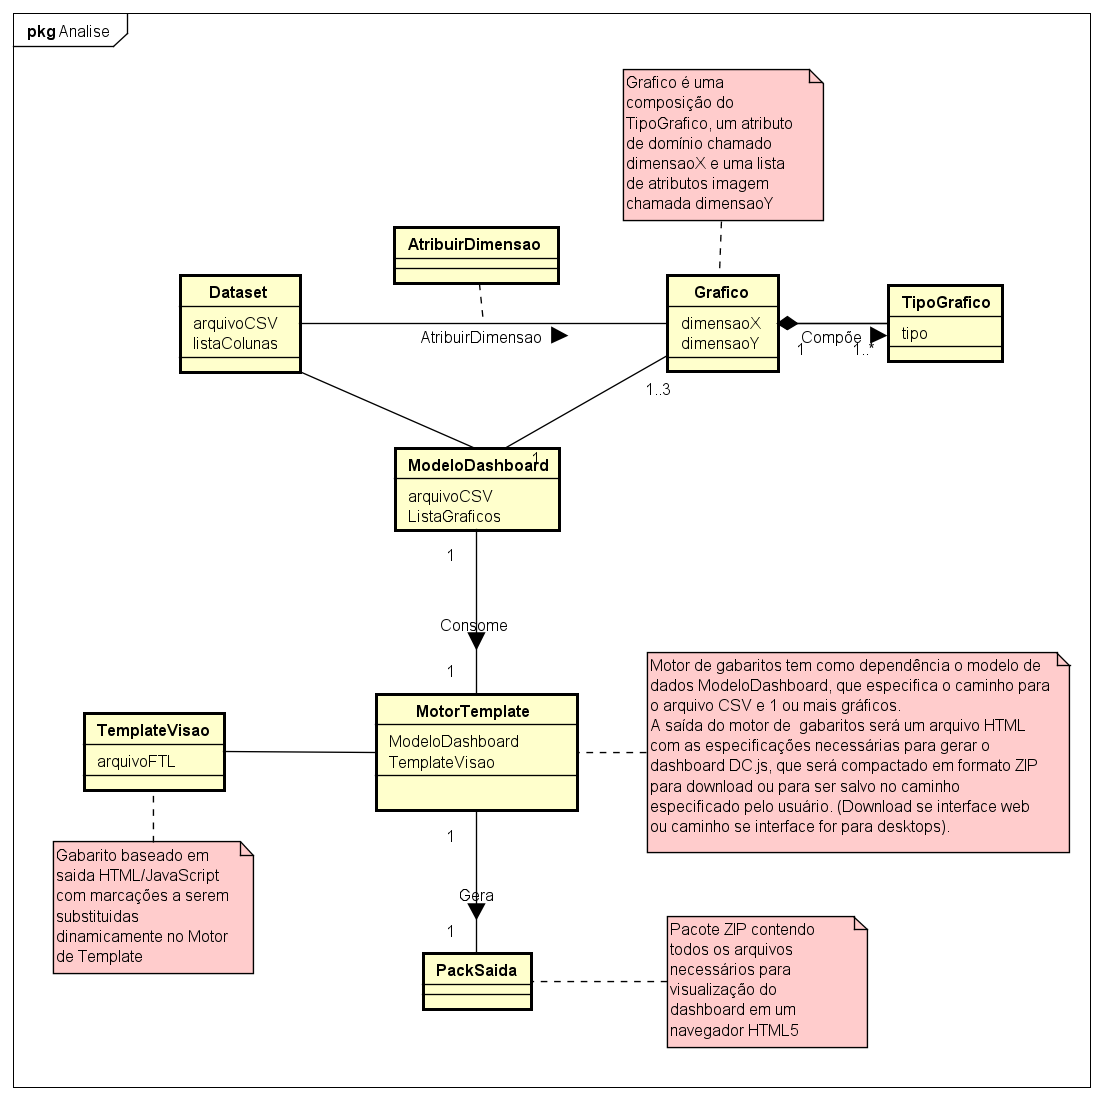 pkg Analise
Grafico é uma
composição do
TipoGrafico, um atributo
de domínio chamado
dimensaoX e uma lista
de atributos imagem
chamada dimensaoY
AtribuirDimensao
Dataset
arquivoCSV
listaColunas
AtribuirDimensao
Grafico
dimensaoX
dimensaoY
Compõe
1
1..*
TipoGrafico
tipo
1..3
1
ModeloDashboard
arquivoCSV
ListaGraficos
1
Consome
1
MotorTemplate
ModeloDashboard
TemplateVisao
Motor de gabaritos tem como dependência o modelo de
dados ModeloDashboard, que especifica o caminho para
o arquivo CSV e 1 ou mais gráficos.
A saída do motor de  gabaritos será um arquivo HTML
com as especificações necessárias para gerar o
dashboard DC.js, que será compactado em formato ZIP
para download ou para ser salvo no caminho
especificado pelo usuário. (Download se interface web
ou caminho se interface for para desktops).
TemplateVisao
arquivoFTL
Gabarito baseado em
saida HTML/JavaScript
com marcações a serem
substituidas
dinamicamente no Motor
de Template
1
Gera
1
PackSaida
Pacote ZIP contendo
todos os arquivos
necessários para
visualização do
dashboard em um
navegador HTML5